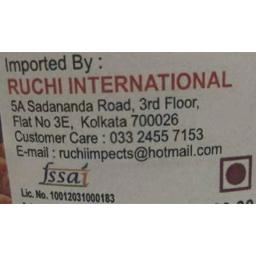 Imported By :
RUCHI INTERNATIONAL
5A Sadananda Road, 3rd Floor,
Flat No 3E, Kolkata 700026
Customer Care : 033 2455 7153
E-mail : ruchiimpects@hotmail.com
fssai
Lic. No. 10012031000183